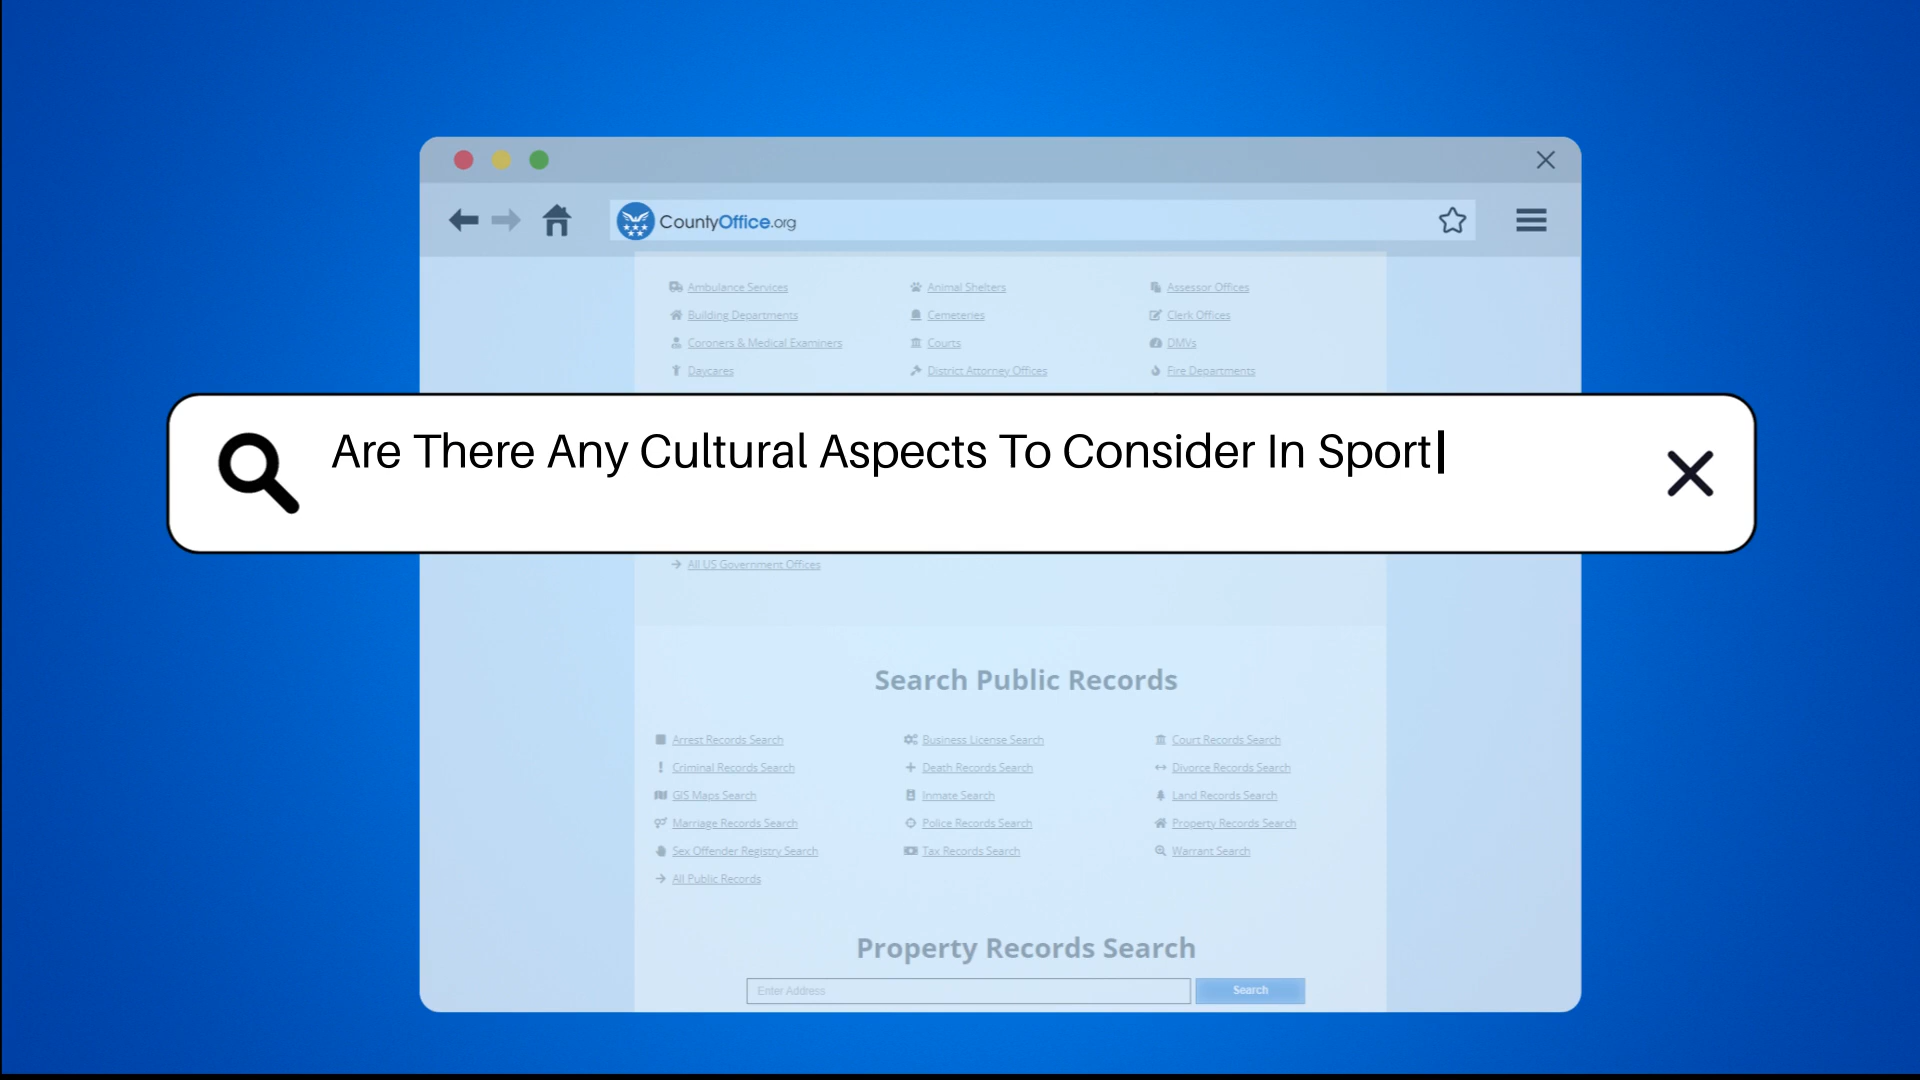 CountyOffice.org
Ambulance Services Animal Shelters Assessor Offices
Building Departments Cemeteries Clerk Offices
Coroners & Medical Examiners Courts DMVs
Daycares District Attorney Offices Fire Departments
Are There Any Cultural Aspects To Consider In Sport
All US Government Offices
Search Public Records
Arrest Records Search Business License Search Court Records Search
Criminal Records Search Death Records Search Divorce Records Search
GIS Maps Search Inmate Search Land Records Search
Marriage Records Search Police Records Search Property Records Search
Sex Offender Registry Search Tax Records Search Warrant Search
All Public Records
Property Records Search
Enter Address Search